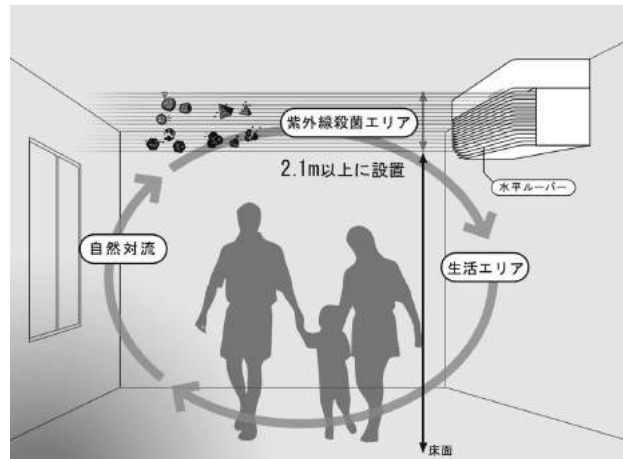 紫外線殺菌エリア
2.1m以上に設置
水平ルーバー
自然対流
生活エリア
床面